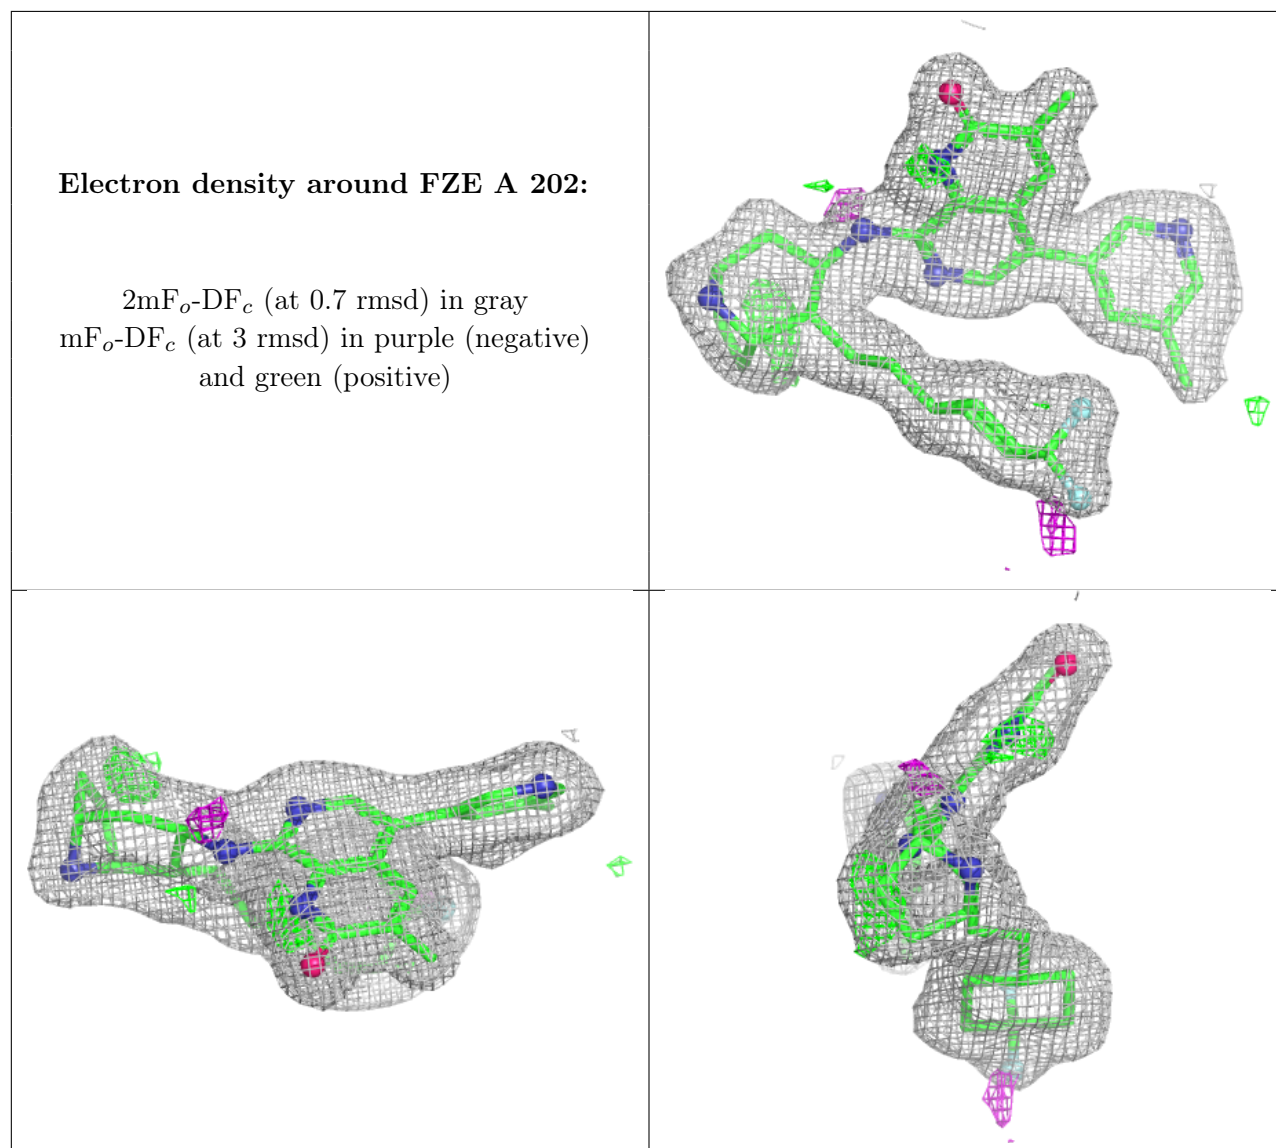 Electron density around FZE A 202:
2mFo-DFc (at 0.7 rmsd) in gray
mFo-DFc (at 3 rmsd) in purple (negative)
and green (positive)